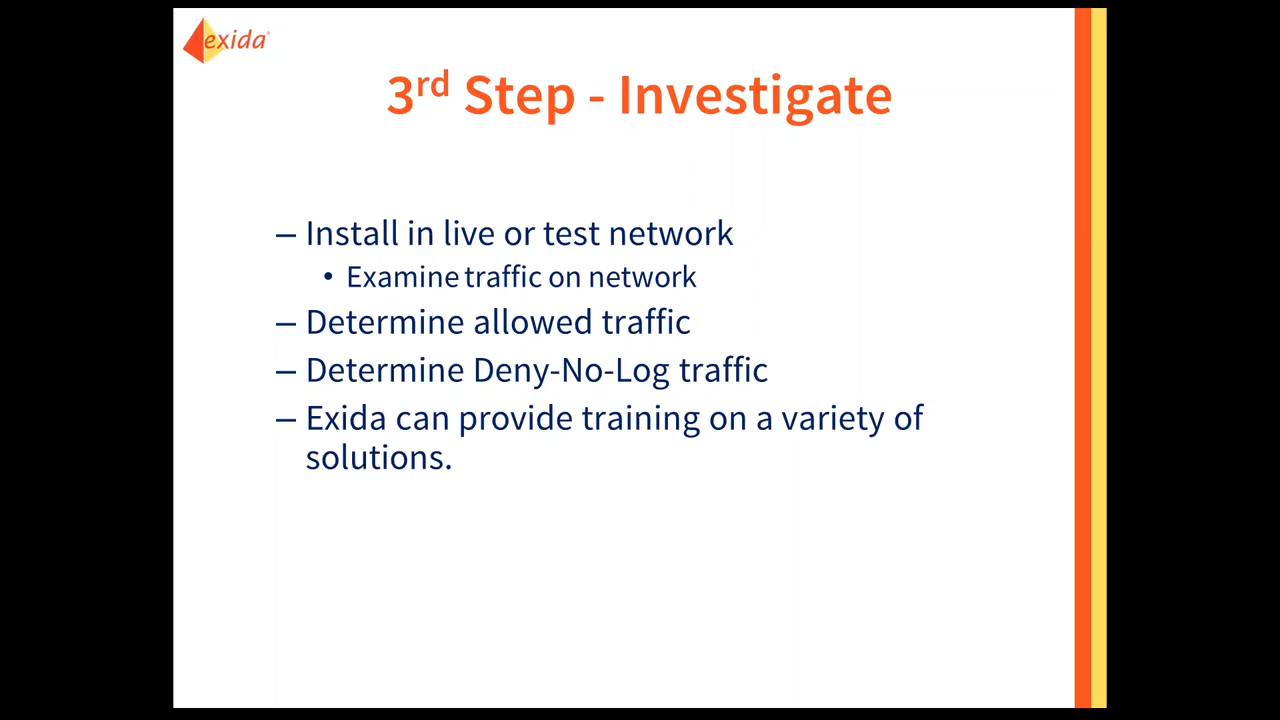 exida
3rd Step - Investigate
– Install in live or test network
• Examine traffic on network
– Determine allowed traffic
– Determine Deny-No-Log traffic
– Exida can provide training on a variety of
solutions.